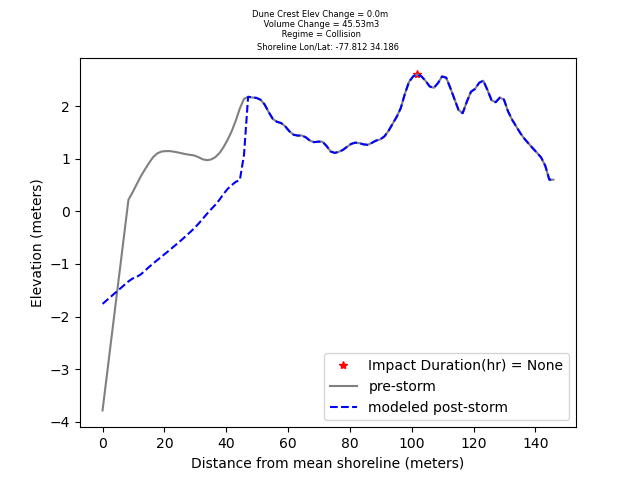 Dune Crest Elev Change = 0.0m
Volume Change = 45.53m3
Regime = Collision
Shoreline Lon/Lat: -77.812 34.186
2
1
0
−1
−2
−3
−4
Elevation (meters)
Impact Duration(hr) = None
pre-storm
modeled post-storm
0 20 40 60 80 100 120 140
Distance from mean shoreline (meters)